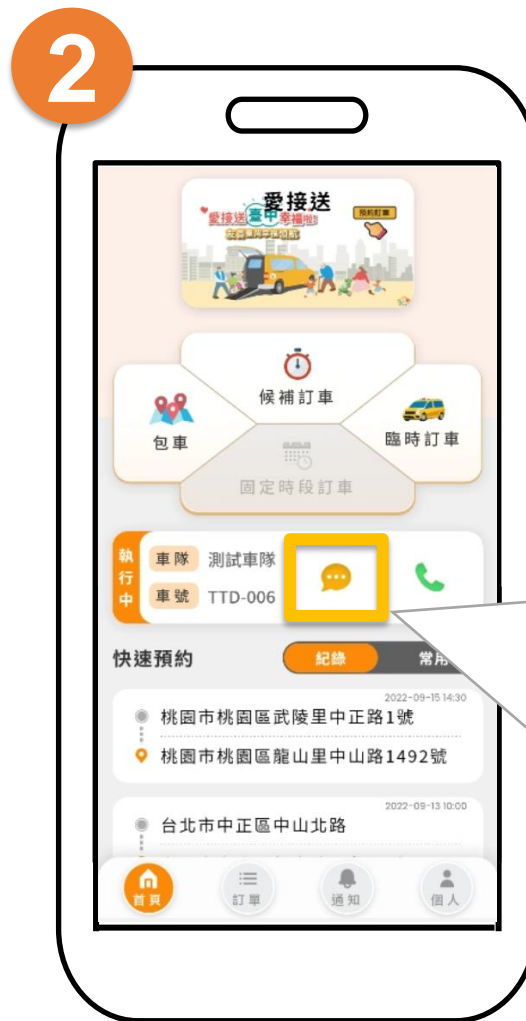 2
愛接送
愛接送臺中幸福啦!
預約訂車
候補訂車
包車
臨時訂車
固定時段訂車
執行中
車隊 測試車隊
車號 TTD-006
快速預約
紀錄
常用
2022-09-15 14:30
桃園市桃園區武陵里中正路1號
桃園市桃園區龍山里中山路1492號
2022-09-13 10:00
台北市中正區中山北路
首頁
訂單
通知
個人